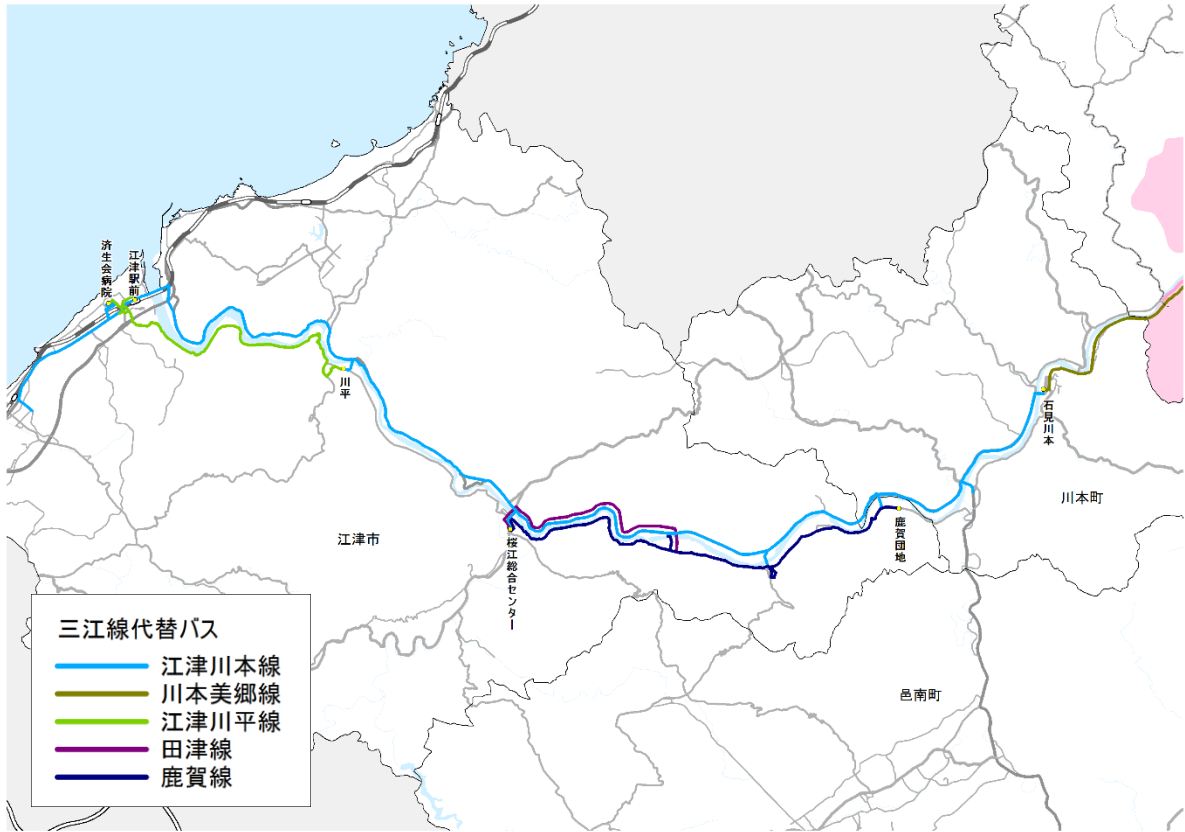 済生会病院
江津駅前
川平
石見川本
川本町
鹿賀団地
桜江総合センター
江津市
邑南町
三江線代替バス
江津川本線
川本美郷線
江津川平線
田津線
鹿賀線